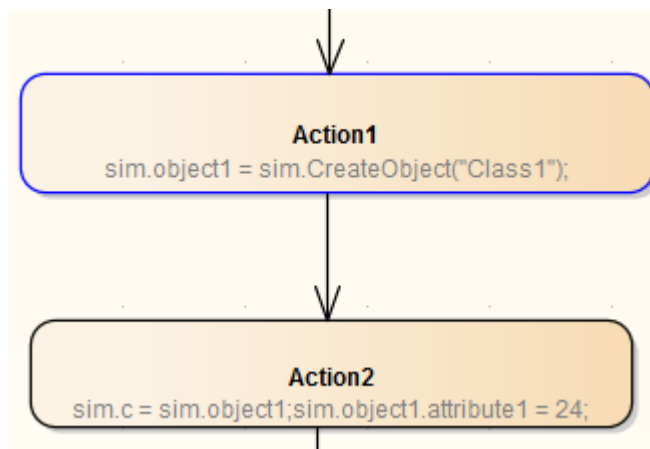 Action1
sim.object1 = sim.CreateObject("Class1");
Action2
sim.c = sim.object1;sim.object1.attribute1 = 24;